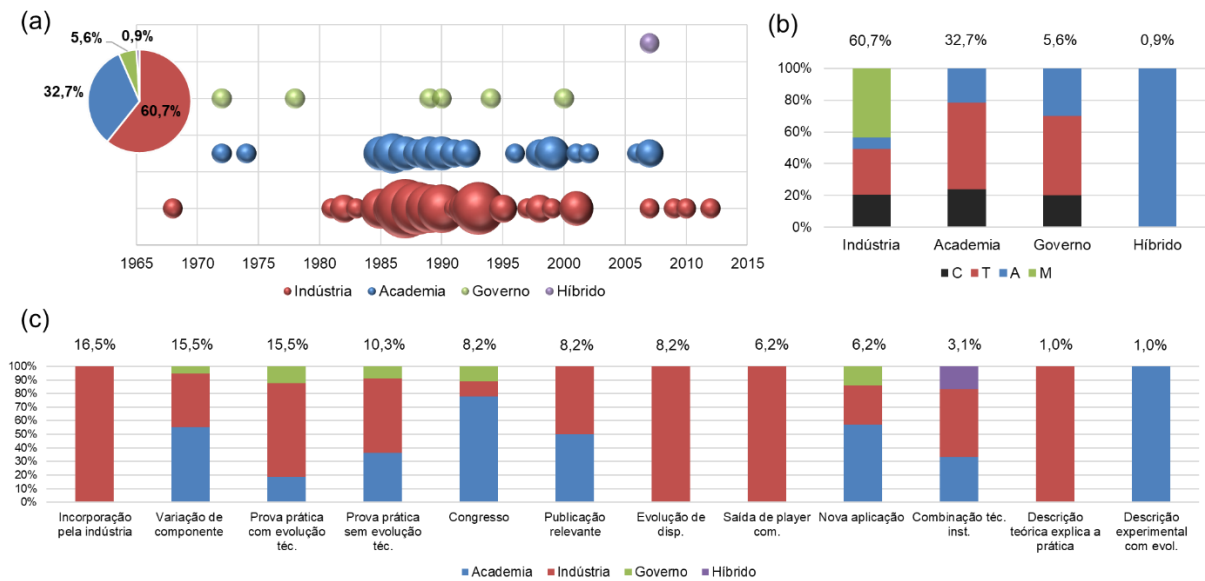 (a)
5,6%
0,9%
32,7%
60,7%
1965 1970 1975 1980 1985 1990 1995 2000 2005 2010 2015
Indústria Academia Governo Híbrido
(b)
60,7% 32,7% 5,6% 0,9%
100%
80%
60%
40%
20%
0%
Indústria Academia Governo Híbrido
C T A M
(c)
16,5% 15,5% 15,5% 10,3% 8,2% 8,2% 8,2% 6,2% 6,2% 3,1% 1,0% 1,0%
100%
90%
80%
70%
60%
50%
40%
30%
20%
10%
0%
Incorporação
pela indústria
Variação de
componente
Prova prática
com evolução
téc.
Prova prática
sem evolução
téc.
Congresso
Publicação
relevante
Evolução de
disp.
Saída de player
com.
Nova aplicação
Combinação téc.
inst.
Descrição
teórica explica a
prática
Descrição
experimental
com evol.
Academia Indústria Governo Híbrido